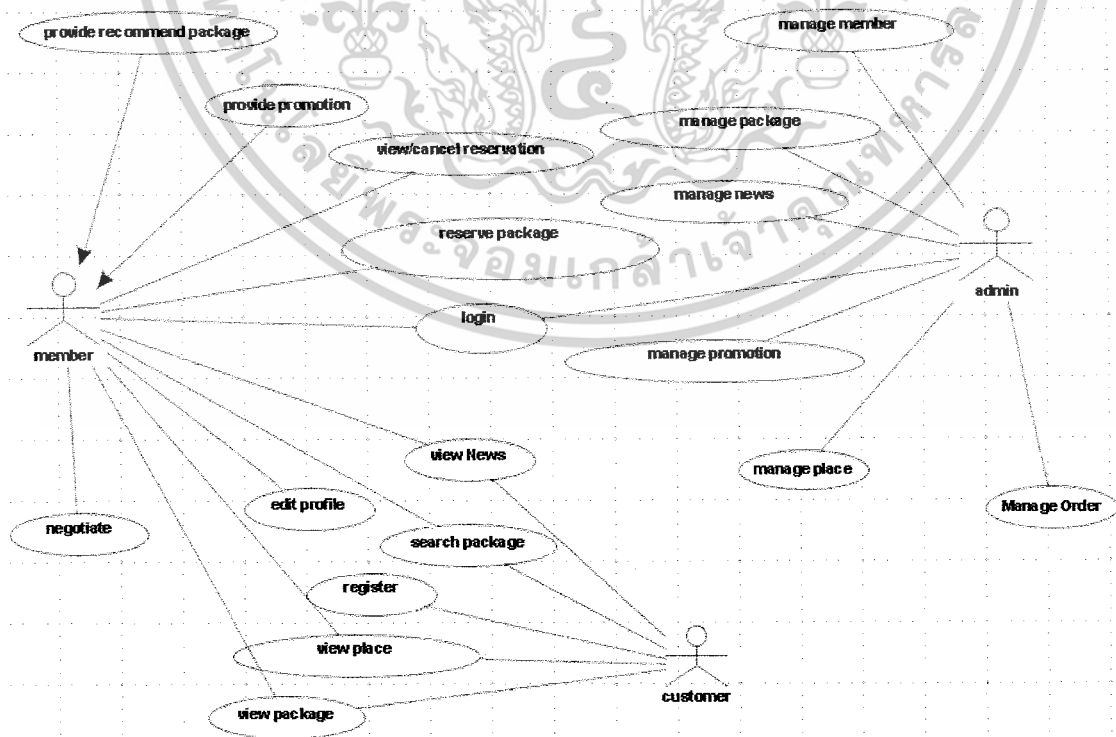 provide recommend package
manage member
provide promotion
manage package
view/cancel reservation
manage news
reserve package
admin
login
manage promotion
member
view News
manage place
edit profile
Manage Order
negotiate
search package
register
view place
customer
view package